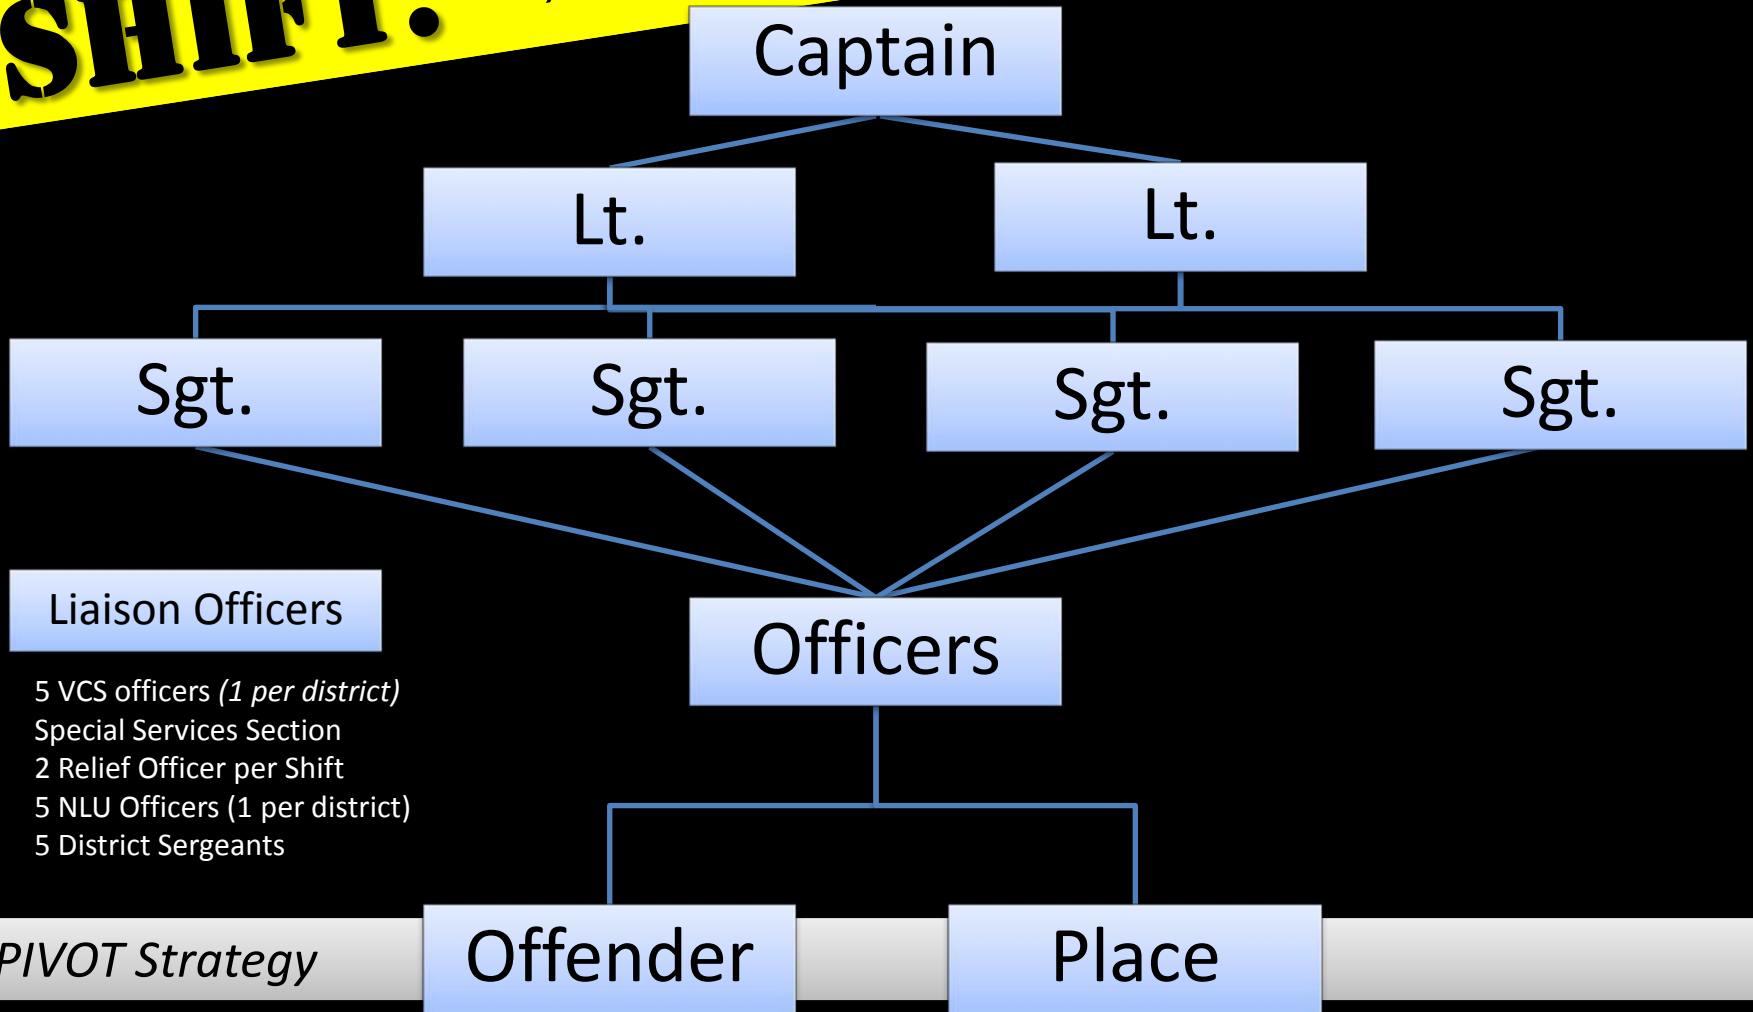 SHIFT.
Captain
Lt.
Lt.
Sgt.
Sgt.
Sgt.
Sgt.
Liaison Officers
Officers
5 VCS officers (1 per district)
Special Services Section
2 Relief Officer per Shift
5 NLU Officers (1 per district)
5 District Sergeants
PIVOT Strategy
Offender
Place